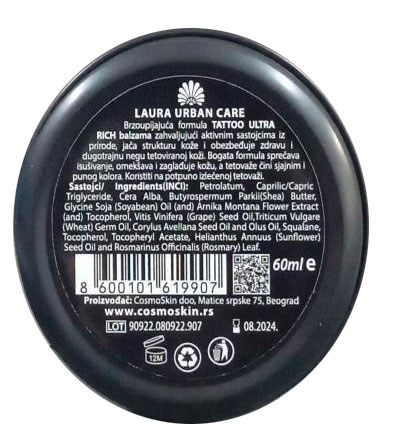 LAURA URBAN CARE
Brzoupijajuća formula TATTOO ULTRA
RICH balzama zahvaljujući aktivnim sastojcima iz
prirode, jača strukturu kože i obezbeđuje zdravu i
dugotrajnu negu tetoviranoj koži. Bogata formula sprečava
isušivanje, omekšava i zaglađuje kožu, a tetovaže čini sjajnim i
punog kolora. Koristiti na potpuno izlečenoj tetovaži.
Sastojci/ Ingredients(INCI): Petrolatum, Caprilic/Capric
Triglyceride, Cera Alba, Butyrospermum Parkii(Shea) Butter,
Glycine Soja (Soyabean) Oil (and) Arnika Montana Flower Extract
(and) Tocopherol, Vitis Vinifera (Grape) Seed Oil,Triticum Vulgare
(Wheat) Germ Oil, Corylus Avellana Seed Oil and Olus Oil, Squalane,
Tocopherol, Tocopheryl Acetate, Helianthus Annuus (Sunflower)
Seed Oil and Rosmarinus Officinalis (Rosmary) Leaf.
8 600101 619907
60ml e
Proizvođač: CosmoSkin doo, Matice srpske 75, Beograd
www.cosmoskin.rs
LOT 90922.080922.907 08.2024.
12M